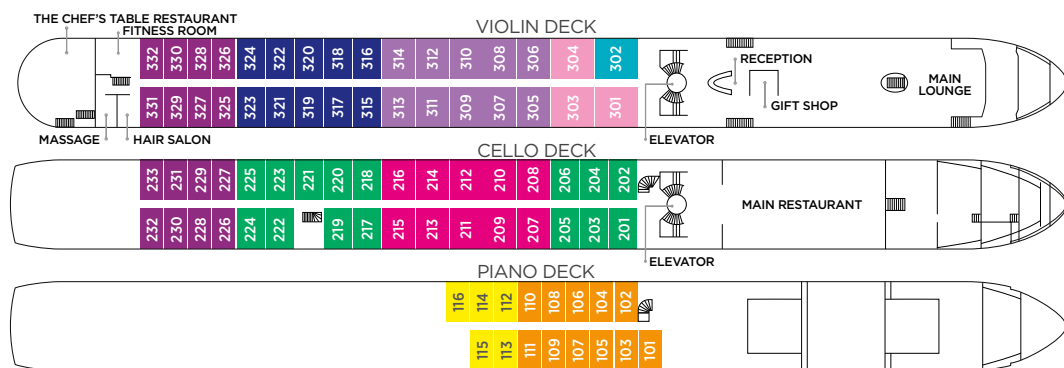 THE CHEF'S TABLE RESTAURANT
FITNESS ROOM
VIOLIN DECK
332 330 328 326 324 322 320 318 316 314 312 310 308 306 304 302
331 329 327 325 323 321 319 317 315 313 311 309 307 305 303 301
RECEPTION
MAIN
LOUNGE
GIFT SHOP
MASSAGE
HAIR SALON
ELEVATOR
CELLO DECK
233 231 229 227 225 223 221 220 218 216 214 212 210 208 206 204 202
MAIN RESTAURANT
232 230 228 226 224 222 219 217 215 213 211 209 207 205 203 201
ELEVATOR
PIANO DECK
116 114 112 110 108 106 104 102
115 113 111 109 107 105 103 101